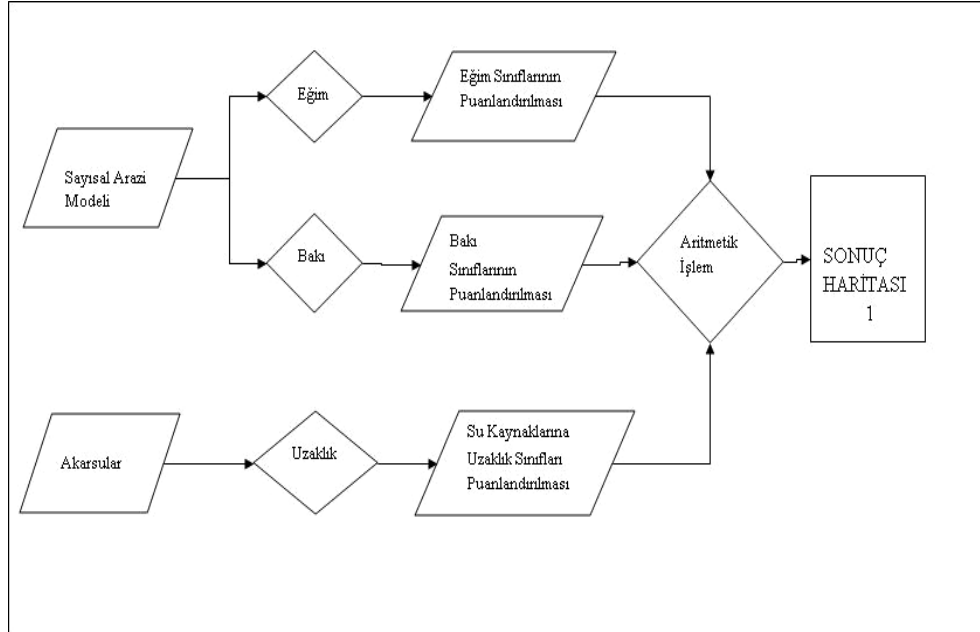 Eğim
Eğim Sınıflarının
Puanlandırılması
Sayısal Arazi
Modeli
Bakı
Bakı
Sınıflarının
Puanlandırılması
Aritmetik
İşlem
SONUÇ
HARİTASI
1
Akarsular
Uzaklık
Su Kaynaklarına
Uzaklık Sınıfları
Puanlandırılması